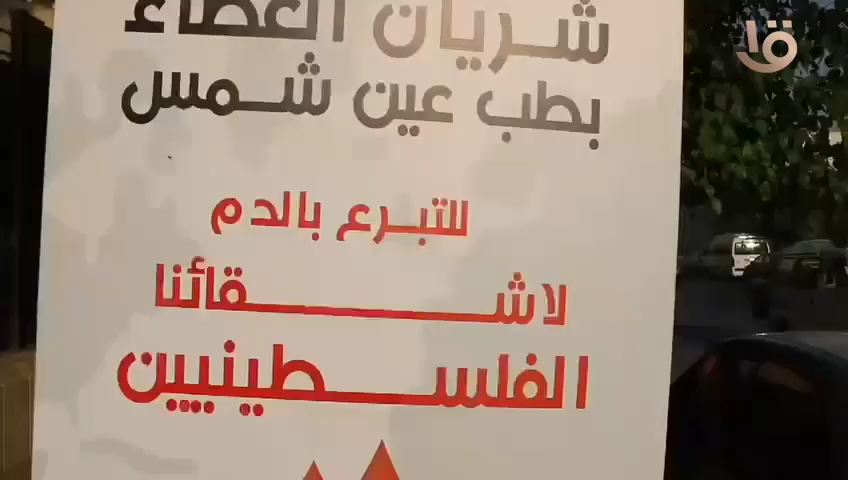 شريان العطاء
بطب عين شمس
للتبرع بالدم
لاشقائنا
الفلسطينيين